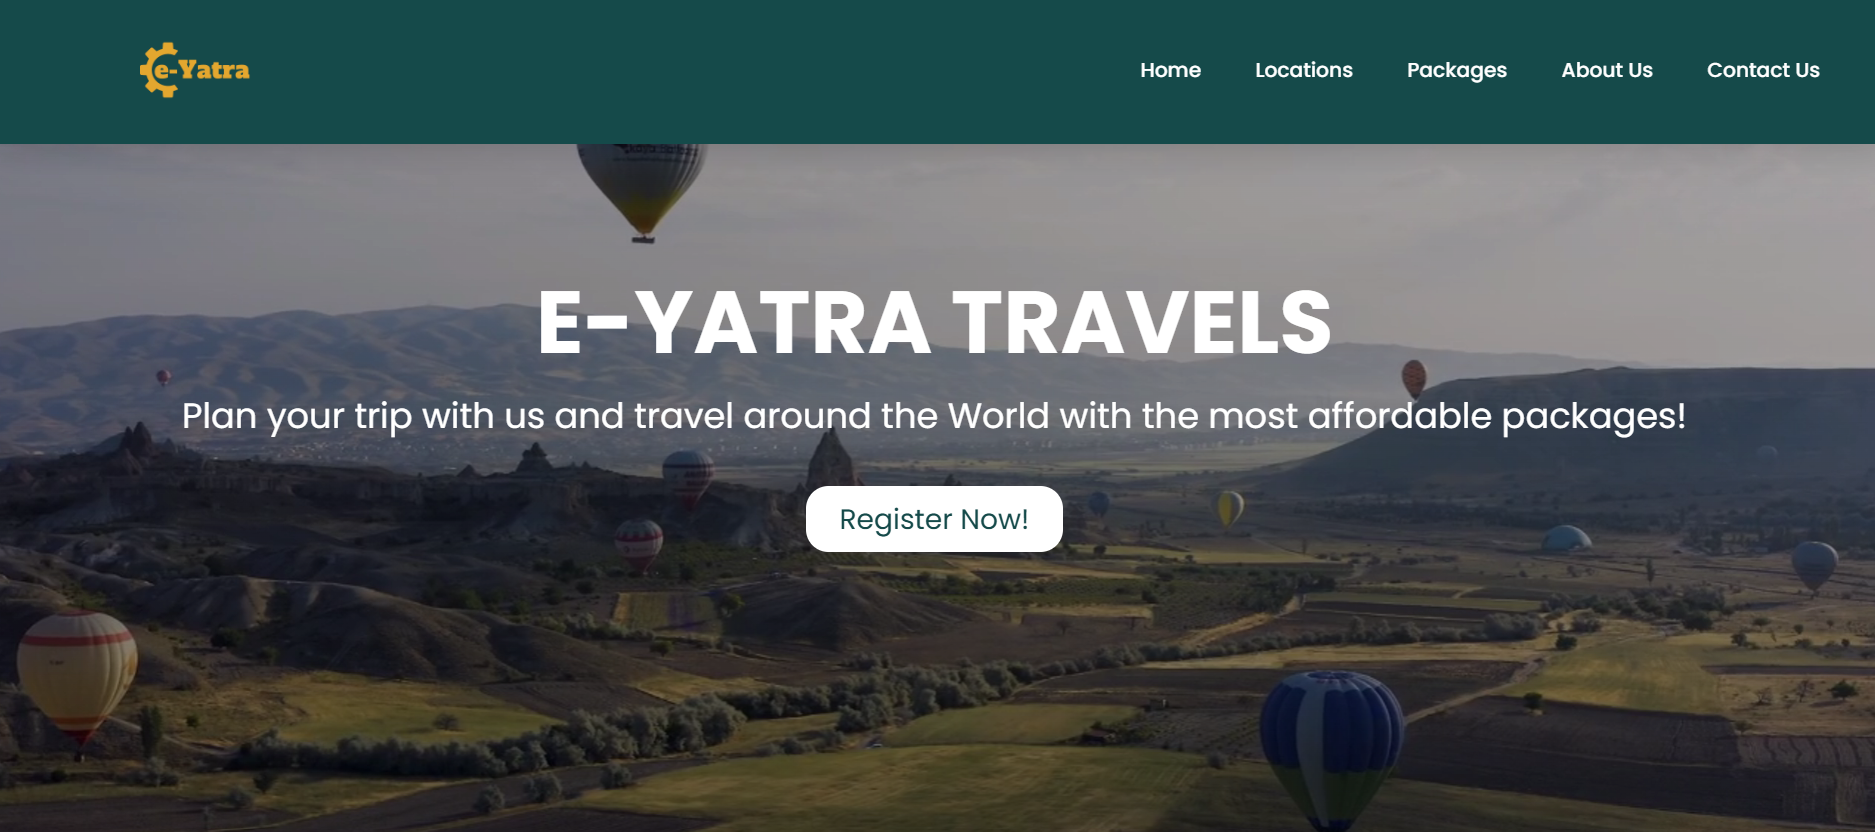 e-Yatra
Home Locations Packages About Us Contact Us
E-YATRA TRAVELS
Plan your trip with us and travel around the World with the most affordable packages!
Register Now!